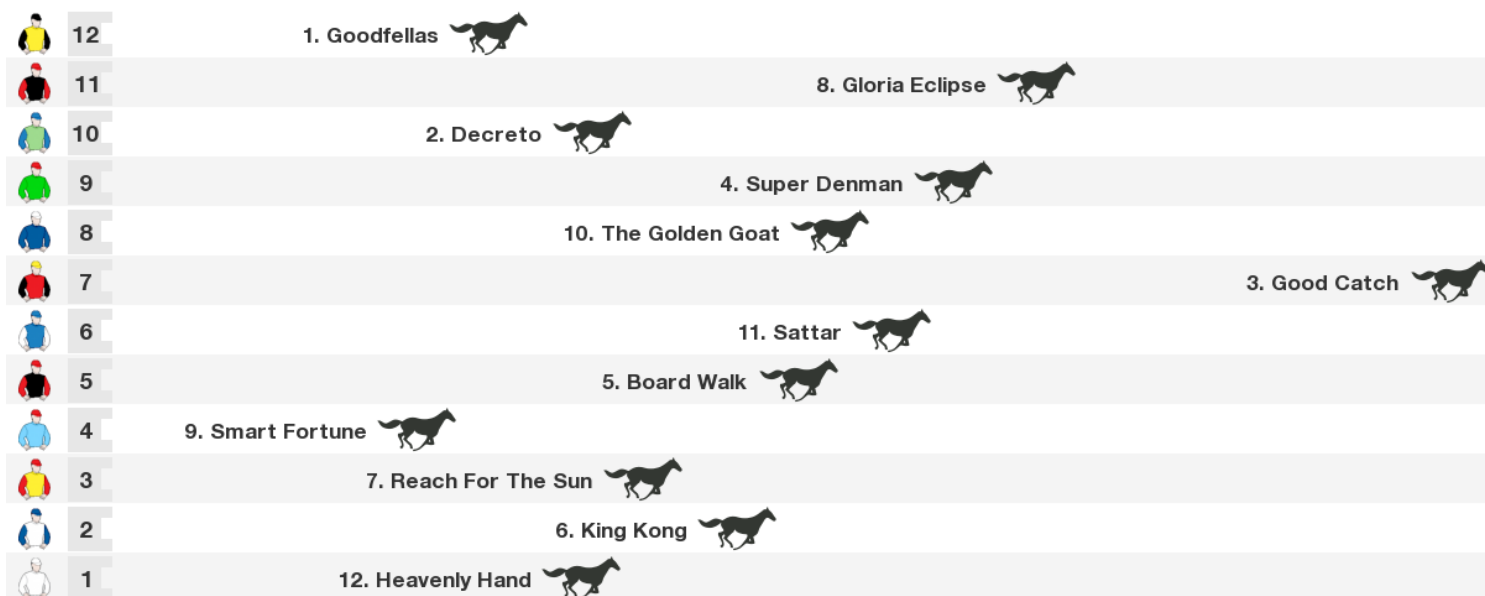 12 1. Goodfellas
11 8. Gloria Eclipse
10 2. Decreto
9 4. Super Denman
8 10. The Golden Goat
7 3. Good Catch
6 11. Sattar
5 5. Board Walk
4 9. Smart Fortune
3 7. Reach For The Sun
2 6. King Kong
1 12. Heavenly Hand